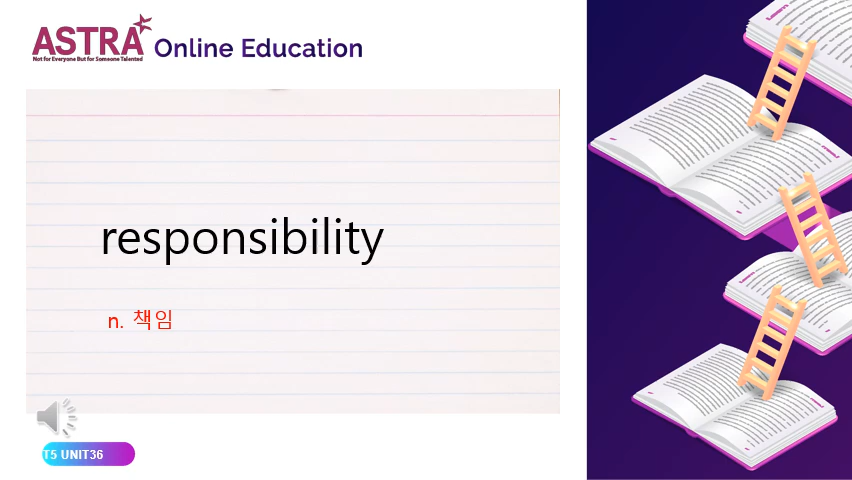 ASTRA Online Education
Not for Everyone But for Someone Talented
responsibility
n. 책임
T5 UNIT36